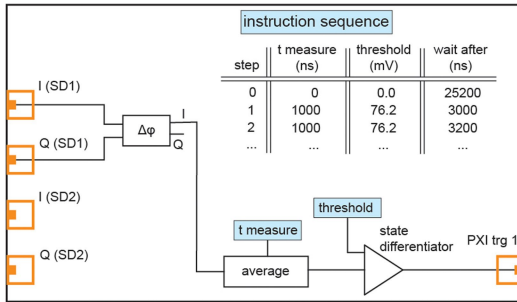 instruction sequence
step t measure (ns) threshold (mV) wait after (ns)
0 0 0.0 25200
1 1000 76.2 3000
2 1000 76.2 3200
... ... ... ...
I (SD1)
Q (SD1)
I (SD2)
Q (SD2)
Δφ
I
Q
t measure
average
threshold
state
differentiator
PXI trg 1